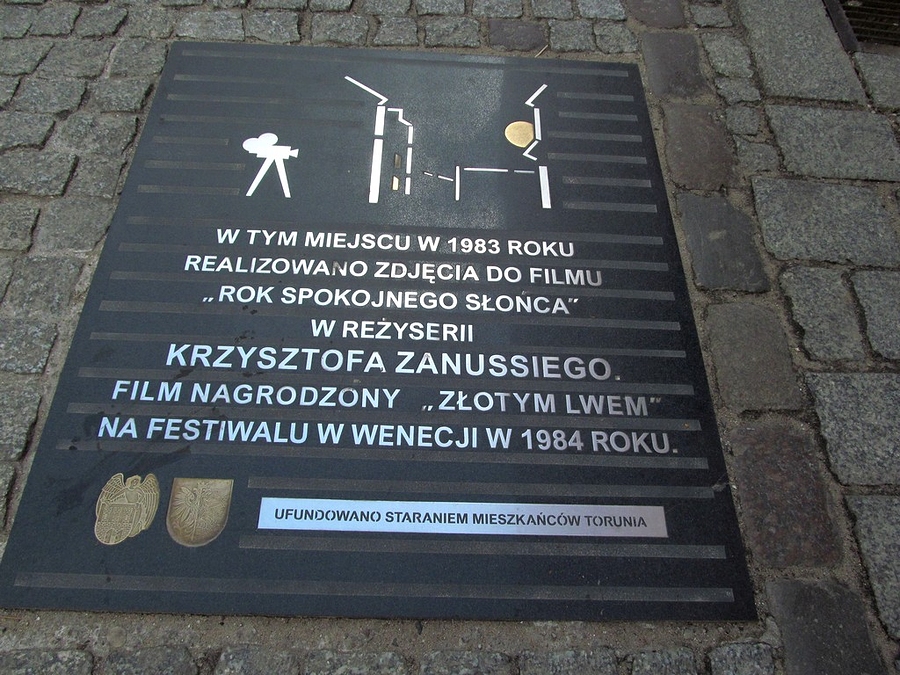 W TYM MIEJSCU W 1983 ROKU
REALIZOWANO ZDJĘCIA DO FILMU
„ROK SPOKOJNEGO SŁOŃCA”
W REŻYSERII
KRZYSZTOFA ZANUSSIEGO.
FILM NAGRODZONY „ZŁOTYM LWEM”
NA FESTIWALU W WENECJI W 1984 ROKU.
UFUNDOWANO STARANIEM MIESZKAŃCÓW TORUNIA